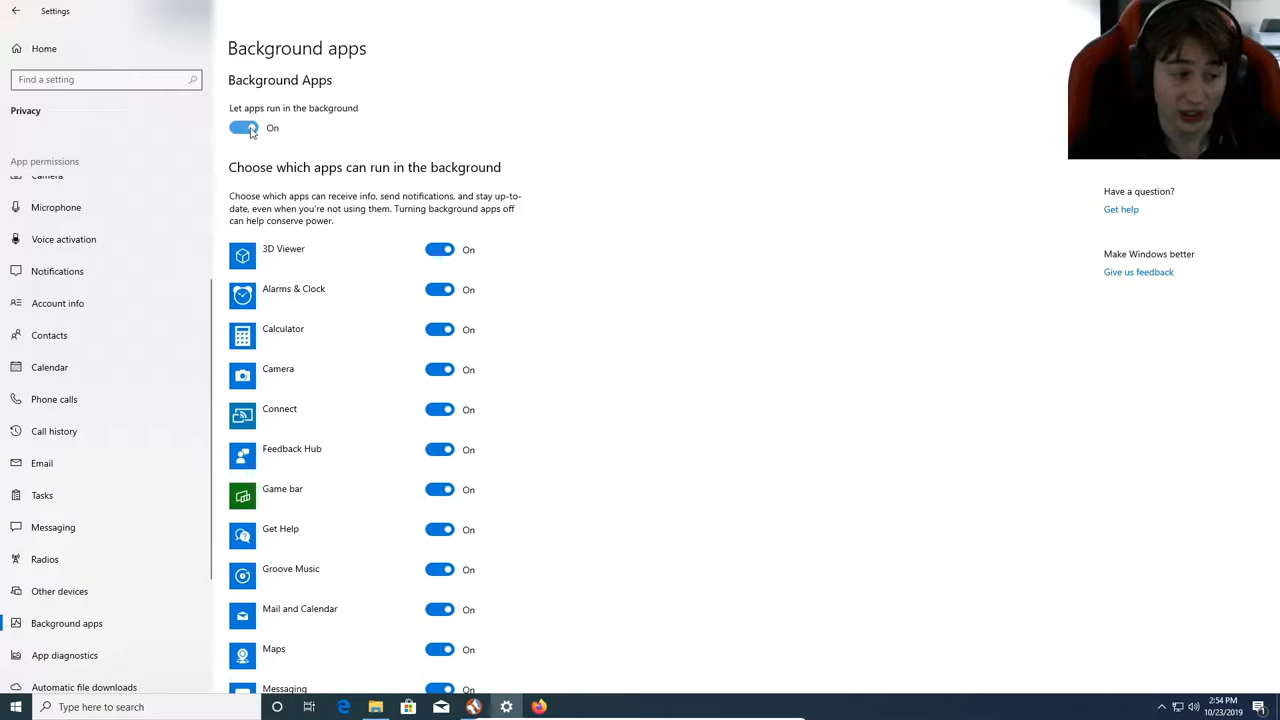 Settings
Home
Find a setting
Privacy
App permissions
Camera
Microphone
Voice activation
Notifications
Account info
Contacts
Calendar
Phone calls
Call history
Email
Tasks
Messaging
Radios
Other devices
Background apps
App diagnostics
Automatic file downloads
Background apps
Background Apps
Let apps run in the background
On
Choose which apps can run in the background
Choose which apps can receive info, send notifications, and stay up-to-
date, even when you're not using them. Turning background apps off
can help conserve power.
3D Viewer On
Alarms & Clock On
Calculator On
Camera On
Connect On
Feedback Hub On
Game bar On
Get Help On
Groove Music On
Mail and Calendar On
Maps On
Messaging On
Have a question?
Get help
Make Windows better
Give us feedback
Type here to search
2:54 PM
10/23/2019
1